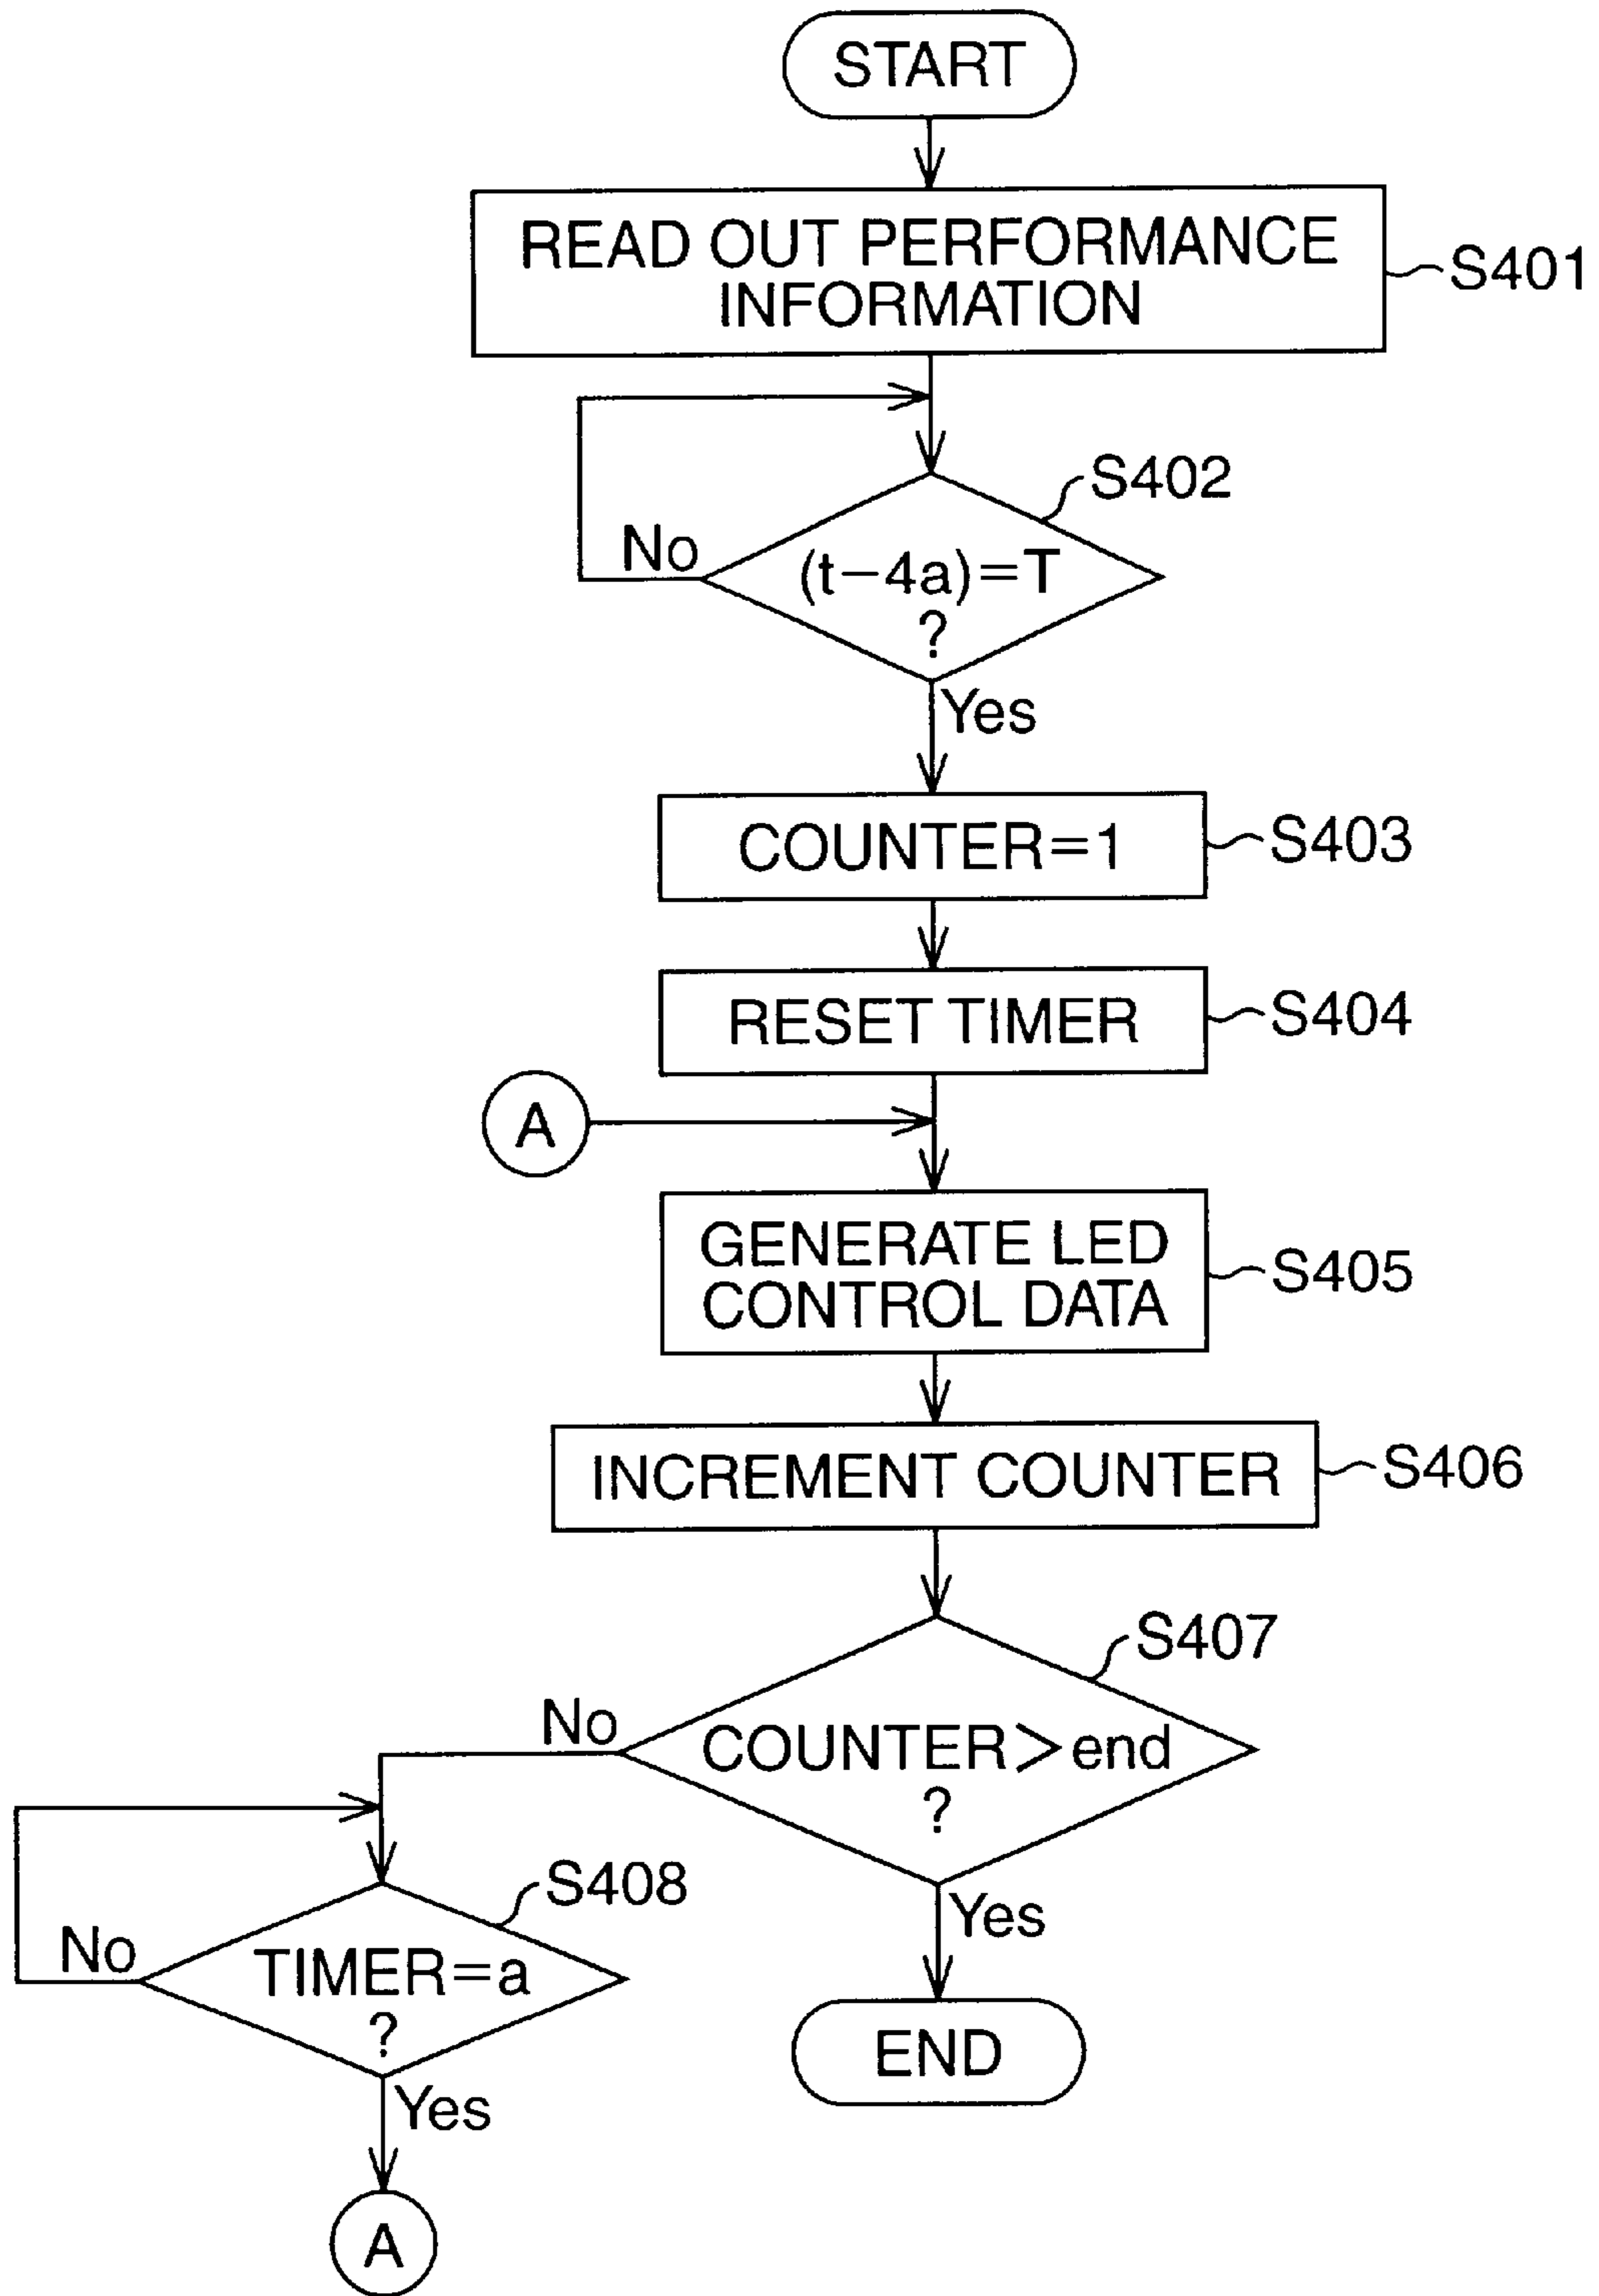 START
READ OUT PERFORMANCE
INFORMATION
S401
S402
No
(t−4a)=T
?
Yes
COUNTER=1
S403
RESET TIMER
S404
A
GENERATE LED
CONTROL DATA
S405
INCREMENT COUNTER
S406
S407
No
COUNTER>end
?
Yes
S408
No
TIMER=a
?
Yes
END
A